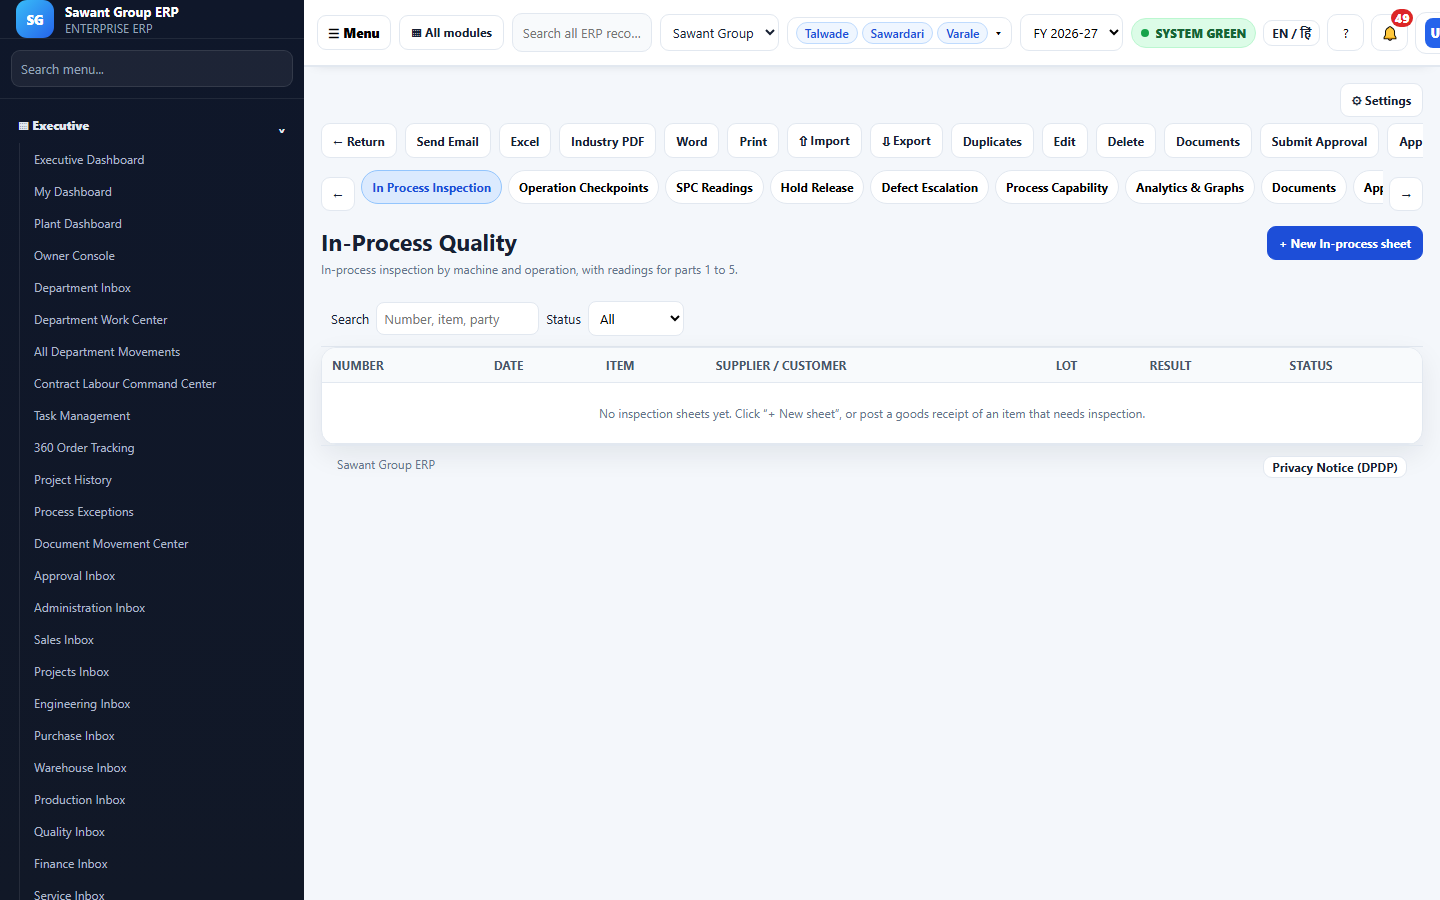 SG
Sawant Group ERP
ENTERPRISE ERP
Search menu...
Executive
Executive Dashboard
My Dashboard
Plant Dashboard
Owner Console
Department Inbox
Department Work Center
All Department Movements
Contract Labour Command Center
Task Management
360 Order Tracking
Project History
Process Exceptions
Document Movement Center
Approval Inbox
Administration Inbox
Sales Inbox
Projects Inbox
Engineering Inbox
Purchase Inbox
Warehouse Inbox
Production Inbox
Quality Inbox
Finance Inbox
Service Inbox
☰ Menu
All modules
Search all ERP reco...
Sawant Group
Talwade
Sawardari
Varale
FY 2026-27
SYSTEM GREEN
EN / हिं
?
49
U
⚙ Settings
← Return
Send Email
Excel
Industry PDF
Word
Print
⇧ Import
⇩ Export
Duplicates
Edit
Delete
Documents
Submit Approval
App
←
In Process Inspection
Operation Checkpoints
SPC Readings
Hold Release
Defect Escalation
Process Capability
Analytics & Graphs
Documents
App
→
In-Process Quality
+ New In-process sheet
In-process inspection by machine and operation, with readings for parts 1 to 5.
Search
Number, item, party
Status
All
NUMBER DATE ITEM SUPPLIER / CUSTOMER LOT RESULT STATUS
No inspection sheets yet. Click "+ New sheet", or post a goods receipt of an item that needs inspection.
Sawant Group ERP
Privacy Notice (DPDP)